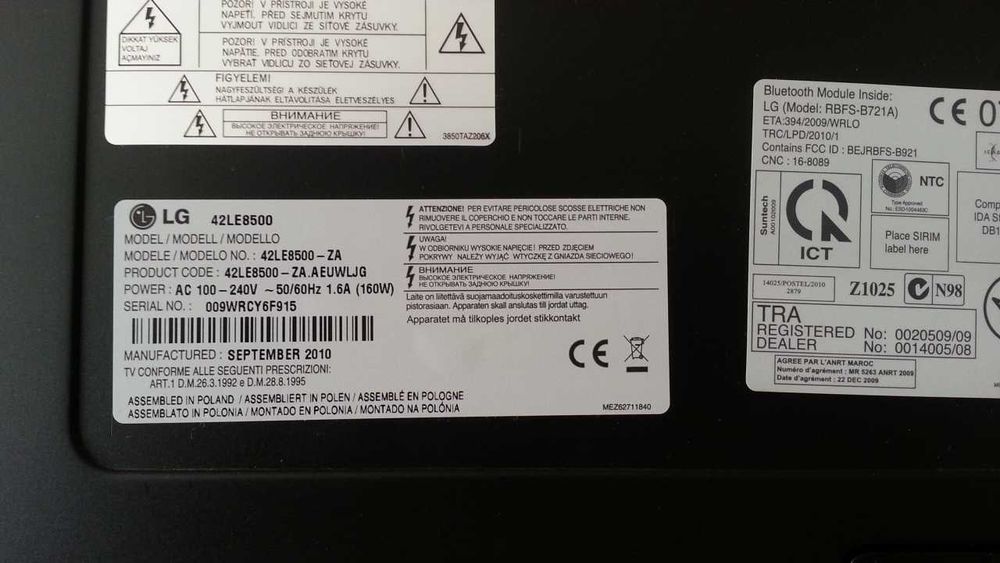 POZOR! V PŘÍSTROJI JE VYSOKÉ
NAPĚTÍ. PŘED SEJMUTÍM KRYTU
VYJMOUT VIDLICI ZE SÍŤOVÉ ZÁSUVKY.
DIKKAT YÜKSEK
VOLTAJ
AÇMAYINIZ
POZOR! V PRÍSTROJI JE VYSOKÉ
NAPÄTIE. PRED ODOBRATIM KRYTU
VYBRAŤ VIDLICU ZO SIEŤOVEJ ZÁSUVKY.
FIGYELEM!
NAGYFESZÜLTSÉG! A KÉSZÜLÉK
HÁTLAPJÁNAK ELTÁVOLÍTÁSA ÉLETVESZÉLYES
ВНИМАНИЕ
ВЫСОКОЕ ЭЛЕКТРИЧЕСКОЕ НАПРЯЖЕНИЕ!
НЕ ОТКРЫВАТЬ ЗАДНЮЮ КРЫШКУ!
3850TAZ206X
LG 42LE8500
MODEL / MODELL / MODELLO
MODELE / MODELO NO. : 42LE8500-ZA
PRODUCT CODE : 42LE8500-ZA.AEUWLJG
POWER : AC 100-240V ~50/60Hz 1.6A (160W)
SERIAL NO. : 009WRCY6F915
MANUFACTURED : SEPTEMBER 2010
TV CONFORME ALLE SEGUENTI PRESCRIZIONI:
ART.1 D.M.26.3.1992 e D.M.28.8.1995
ASSEMBLED IN POLAND / ASSEMBLIERT IN POLEN / ASSEMBLÉ EN POLOGNE
ASSEMBLATO IN POLONIA / MONTADO EN POLONIA / MONTADO NA POLÓNIA
ATTENZIONE! PER EVITARE PERICOLOSE SCOSSE ELETTRICHE NON
RIMUOVERE IL COPERCHIO E NON TOCCARE LE PARTI INTERNE.
RIVOLGETEVI A PERSONALE SPECIALIZZATO.
UWAGA!
W ODBIORNIKU WYSOKIE NAPIĘCIE! PRZED ZDJĘCIEM
POKRYWY NALEŻY WYJĄĆ WTYCZKĘ Z GNIAZDA SIECIOWEGO!
ВНИМАНИЕ
ВЫСОКОЕ ЭЛЕКТРИЧЕСКОЕ НАПРЯЖЕНИЕ!
НЕ ОТКРЫВАТЬ ЗАДНЮЮ КРЫШКУ!
Laite on liitettävä suojamaadoituskoskettimilla varustettuun
pistorasiaan. Apparaten skall anslutas till jordat uttag.
Apparatet må tilkoples jordet stikkontakt
CE
MEZ62711840
Bluetooth Module Inside:
LG (Model: RBFS-B721A)
ETA:394/2009/WRLO
TRC/LPD/2010/1
Contains FCC ID : BEJRBFS-B921
CNC : 16-8089
CE
Suntech
A00102009
ICT
NTC
Type Approved
No.: ESD1004463C
Place SIRIM
label here
Comp
IDA S
DB1
14025/POSTEL/2010
2879
Z1025
N98
TRA
REGISTERED No: 0020509/09
DEALER No: 0014005/08
AGREE PAR L'ANRT MAROC
Numéro d'agrément : MR 5263 ANRT 2009
Date d'agrément : 22 DEC 2009